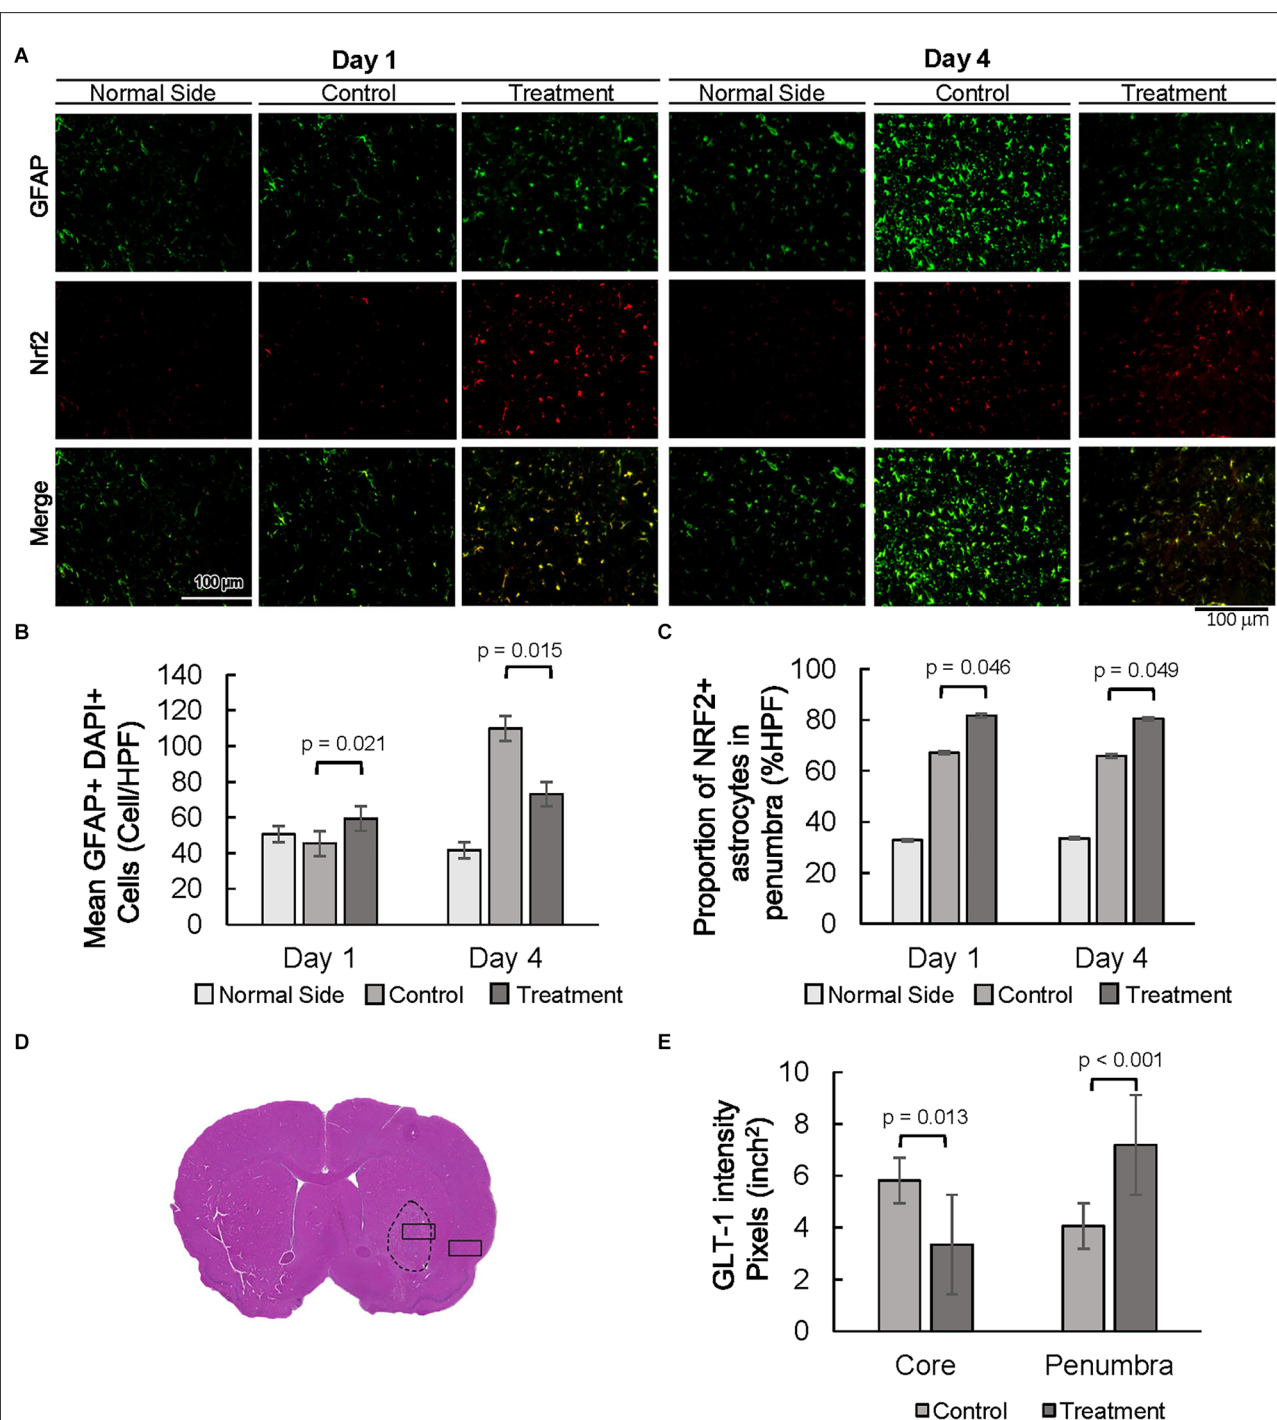 A
Day 1
Day 4
Normal Side
Control
Treatment
Normal Side
Control
Treatment
GFAP
Nrf2
Merge
100 µm
100 µm
B
Mean GFAP+ DAPI+
Cells (Cell/HPF)
140
120
100
80
60
40
20
0
p = 0.021
p = 0.015
Day 1
Day 4
Normal Side
Control
Treatment
C
Proportion of NRF2+
astrocytes in
penumbra (%HPF)
100
80
60
40
20
0
p = 0.046
p = 0.049
Day 1
Day 4
Normal Side
Control
Treatment
D
E
GLT-1 intensity
Pixels (inch²)
10
8
6
4
2
0
p = 0.013
p < 0.001
Core
Penumbra
Control
Treatment